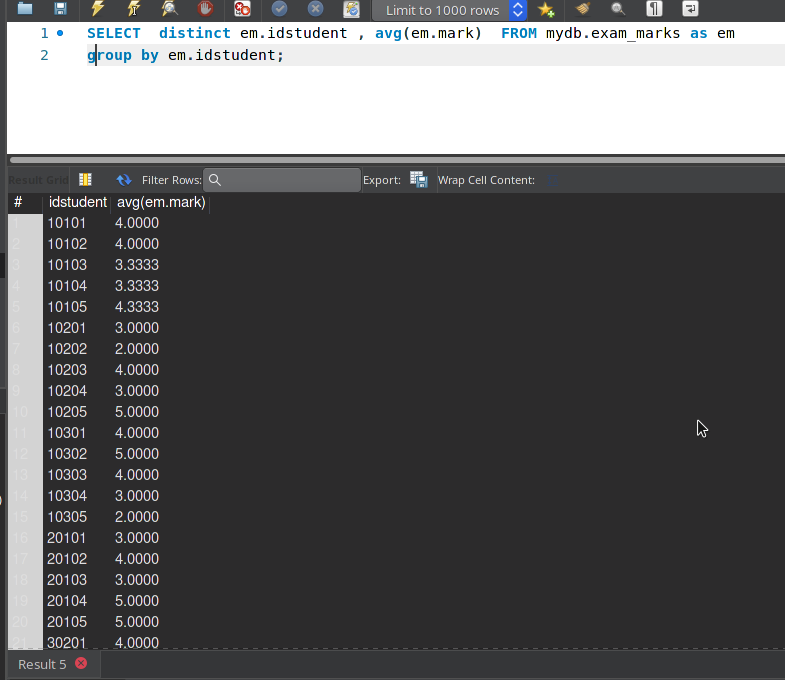 Limit to 1000 rows
1 SELECT distinct em.idstudent , avg(em.mark) FROM mydb.exam_marks as em
2 group by em.idstudent;
Result Grid Filter Rows: Export: Wrap Cell Content:
# idstudent avg(em.mark)
1 10101 4.0000
2 10102 4.0000
3 10103 3.3333
4 10104 3.3333
5 10105 4.3333
6 10201 3.0000
7 10202 2.0000
8 10203 4.0000
9 10204 3.0000
10 10205 5.0000
11 10301 4.0000
12 10302 5.0000
13 10303 4.0000
14 10304 3.0000
15 10305 2.0000
16 20101 3.0000
17 20102 4.0000
18 20103 3.0000
19 20104 5.0000
20 20105 5.0000
21 30201 4.0000
Result 5